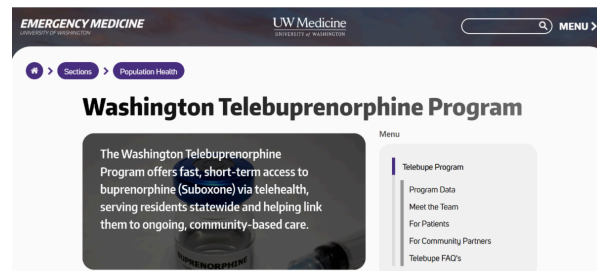 EMERGENCY MEDICINE
UNIVERSITY OF WASHINGTON
UW Medicine
UNIVERSITY of WASHINGTON
MENU
Sections
Population Health
Washington Telebuprenorphine Program
The Washington Telebuprenorphine
Program offers fast, short-term access to
buprenorphine (Suboxone) via telehealth,
serving residents statewide and helping link
them to ongoing, community-based care.
BUPRENORPHINE
Menu
Telebupe Program
Program Data
Meet the Team
For Patients
For Community Partners
Telebupe FAQ's